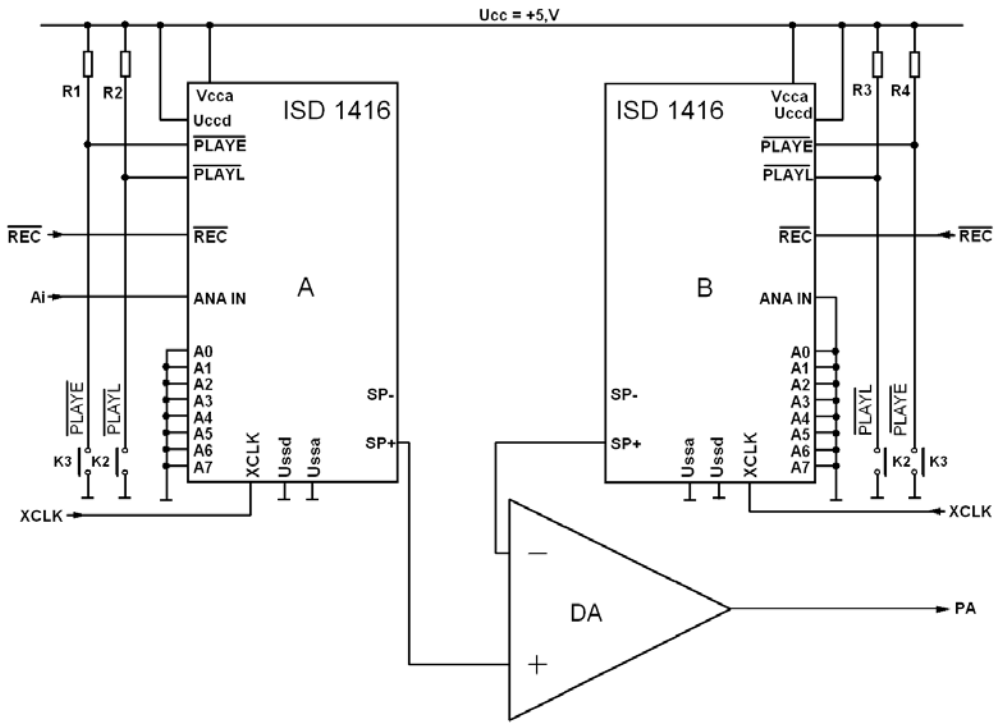 Ucc = +5,V
R1
R2
R3
R4
Vcca
Uccd
ISD 1416
PLAYE
PLAYL
REC
REC
ANA IN
Ai
A
A0
A1
A2
A3
A4
A5
A6
A7
SP-
SP+
XCLK
Ussd
Ussa
PLAYE
PLAYL
K3
K2
XCLK
ISD 1416
Vcca
Uccd
PLAYE
PLAYL
REC
REC
B
ANA IN
A0
A1
A2
A3
A4
A5
A6
A7
SP-
SP+
Ussa
Ussd
XCLK
PLAYL
PLAYE
K2
K3
XCLK
−
DA
+
PA